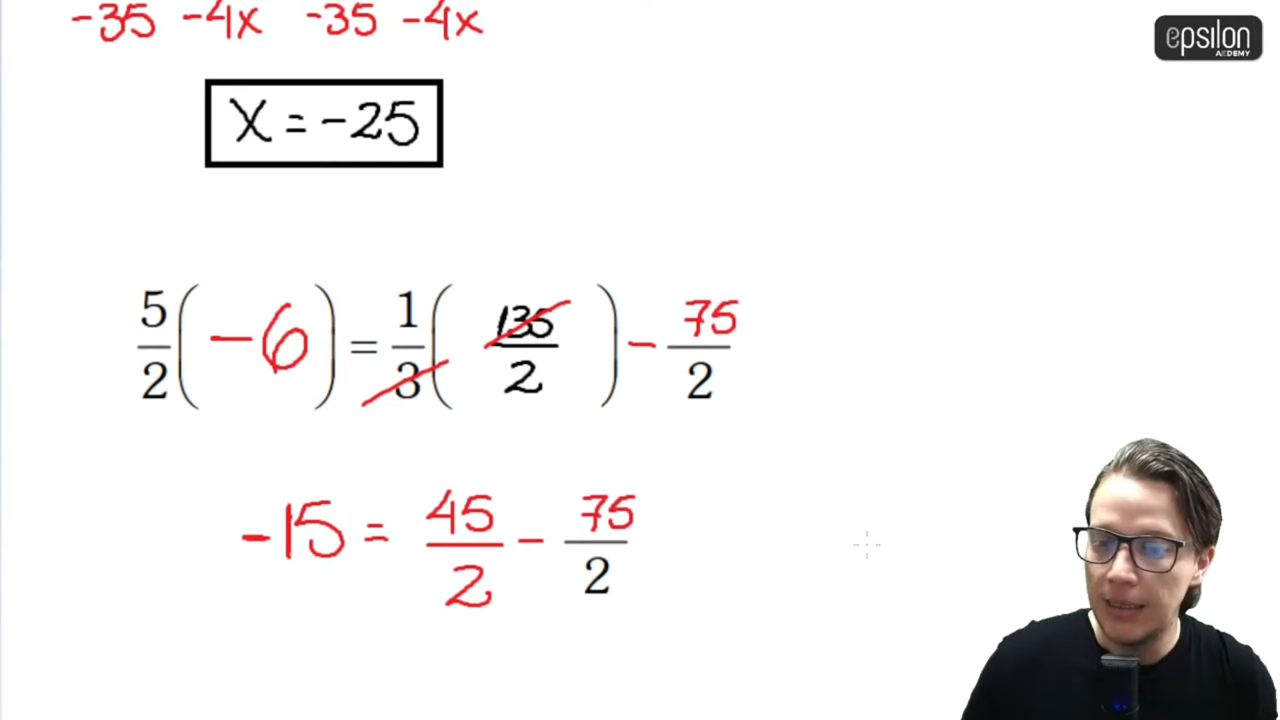 -35 -4x -35 -4x
epsilon
AKDEMY
X = -25
5/2 ( -6 ) = 1/3 ( 135/2 ) - 75/2
-15 = 45/2 - 75/2